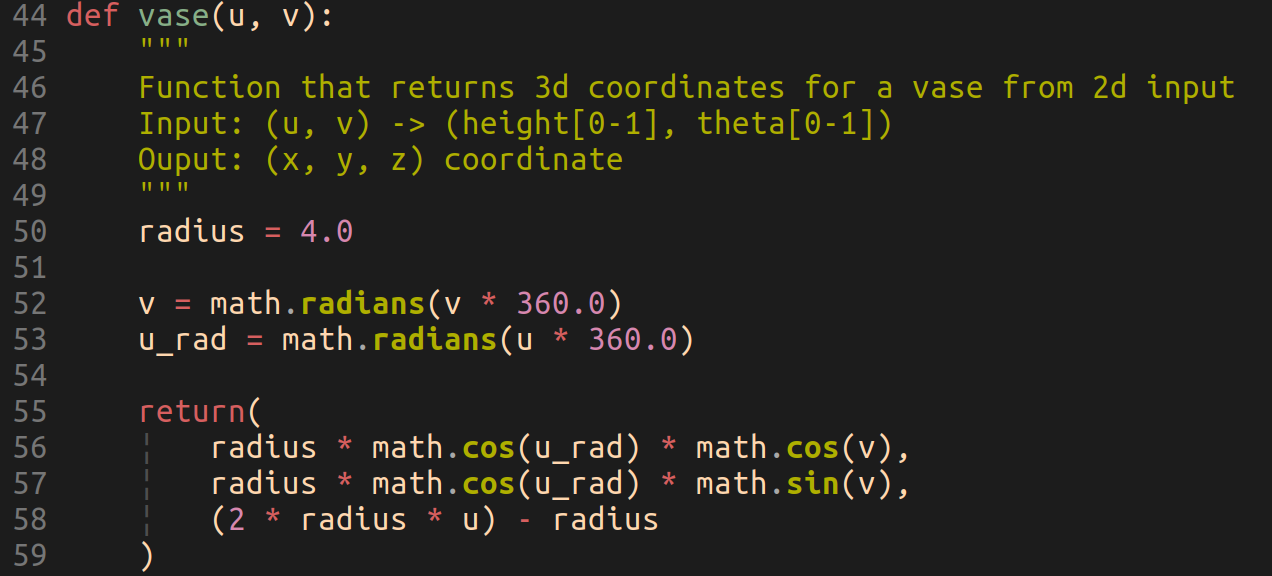 44 def vase(u, v):
45     """
46     Function that returns 3d coordinates for a vase from 2d input
47     Input: (u, v) -> (height[0-1], theta[0-1])
48     Ouput: (x, y, z) coordinate
49     """
50     radius = 4.0
51
52     v = math.radians(v * 360.0)
53     u_rad = math.radians(u * 360.0)
54
55     return(
56         radius * math.cos(u_rad) * math.cos(v),
57         radius * math.cos(u_rad) * math.sin(v),
58         (2 * radius * u) - radius
59     )